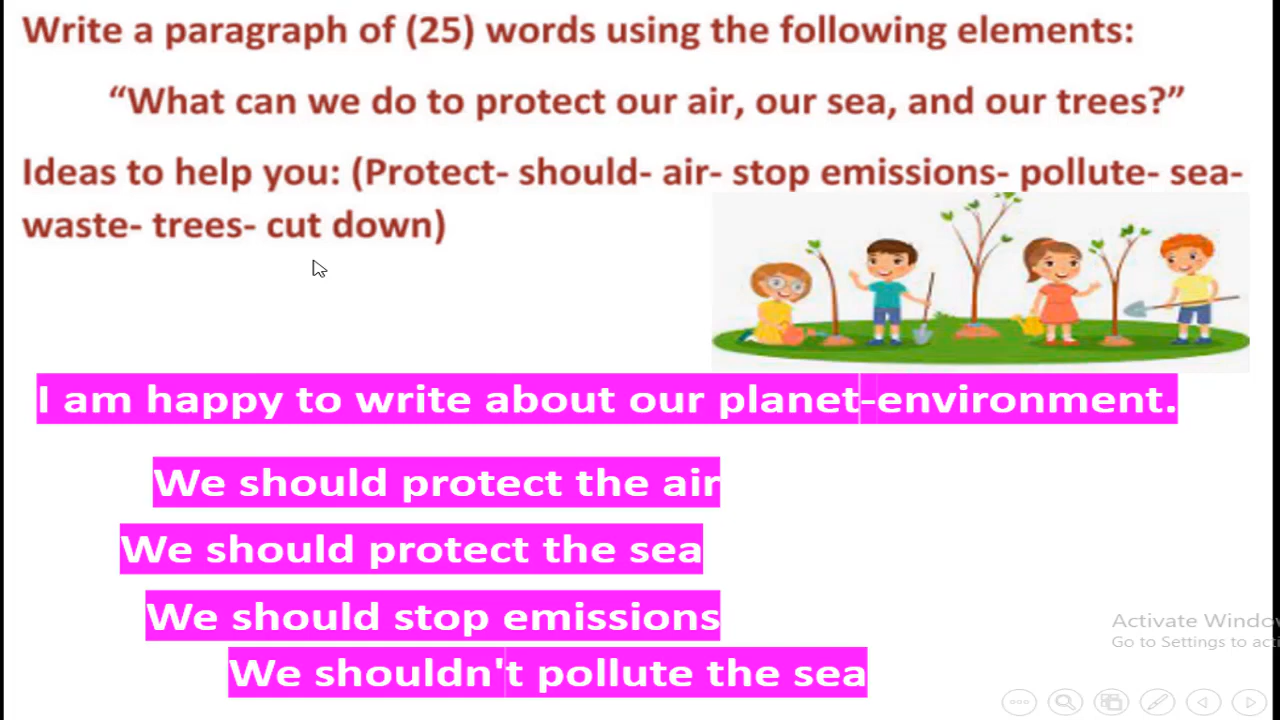 Write a paragraph of (25) words using the following elements:
“What can we do to protect our air, our sea, and our trees?”
Ideas to help you: (Protect- should- air- stop emissions- pollute- sea-
waste- trees- cut down)
I am happy to write about our planet-environment.
We should protect the air
We should protect the sea
We should stop emissions
We shouldn't pollute the sea
Activate Windo
Go to Settings to acti